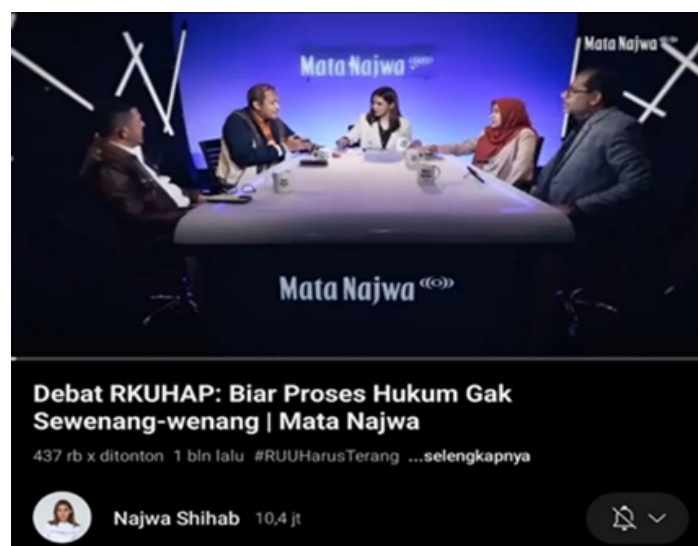 Mata Najwa
Mata Najwa
Mata Najwa
Debat RKUHAP: Biar Proses Hukum Gak
Sewenang-wenang | Mata Najwa
437 rb x ditonton 1 bln lalu #RUUHarusTerang ...selengkapnya
Najwa Shihab 10,4 jt